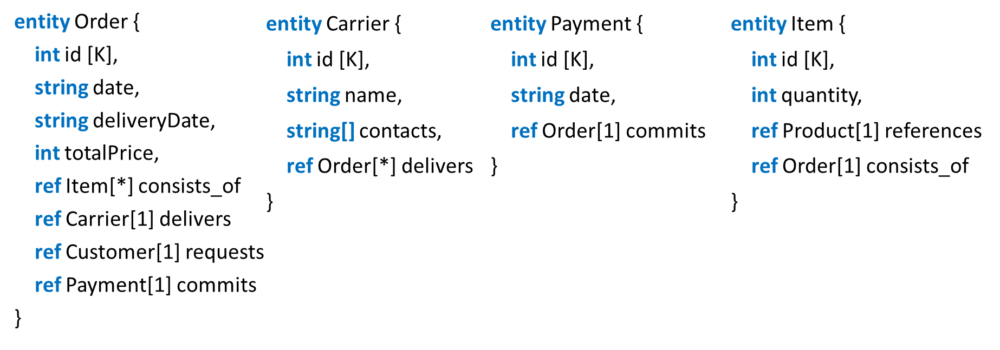 entity Order {
int id [K],
string date,
string deliveryDate,
int totalPrice,
ref Item[*] consists_of
ref Carrier[1] delivers
ref Customer[1] requests
ref Payment[1] commits
}
entity Carrier {
int id [K],
string name,
string[] contacts,
ref Order[*] delivers
}
entity Payment {
int id [K],
string date,
ref Order[1] commits
}
entity Item {
int id [K],
int quantity,
ref Product[1] references
ref Order[1] consists_of
}